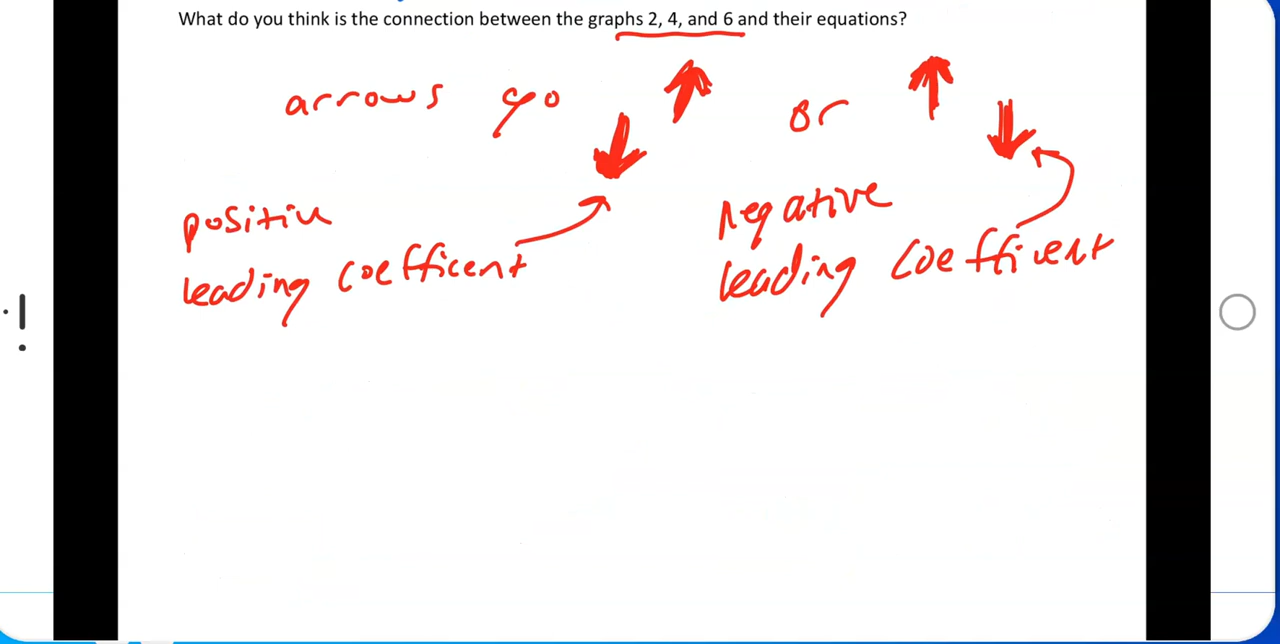 What do you think is the connection between the graphs 2, 4, and 6 and their equations?
arrows go or
positive negative
leading coefficent leading coefficent